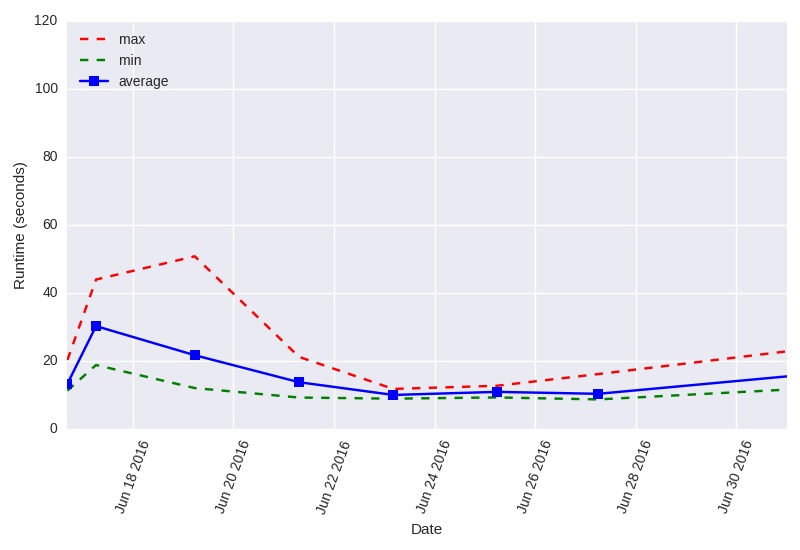 120
100
80
60
40
20
0
Runtime (seconds)
max
min
average
Jun 18 2016
Jun 20 2016
Jun 22 2016
Jun 24 2016
Jun 26 2016
Jun 28 2016
Jun 30 2016
Date